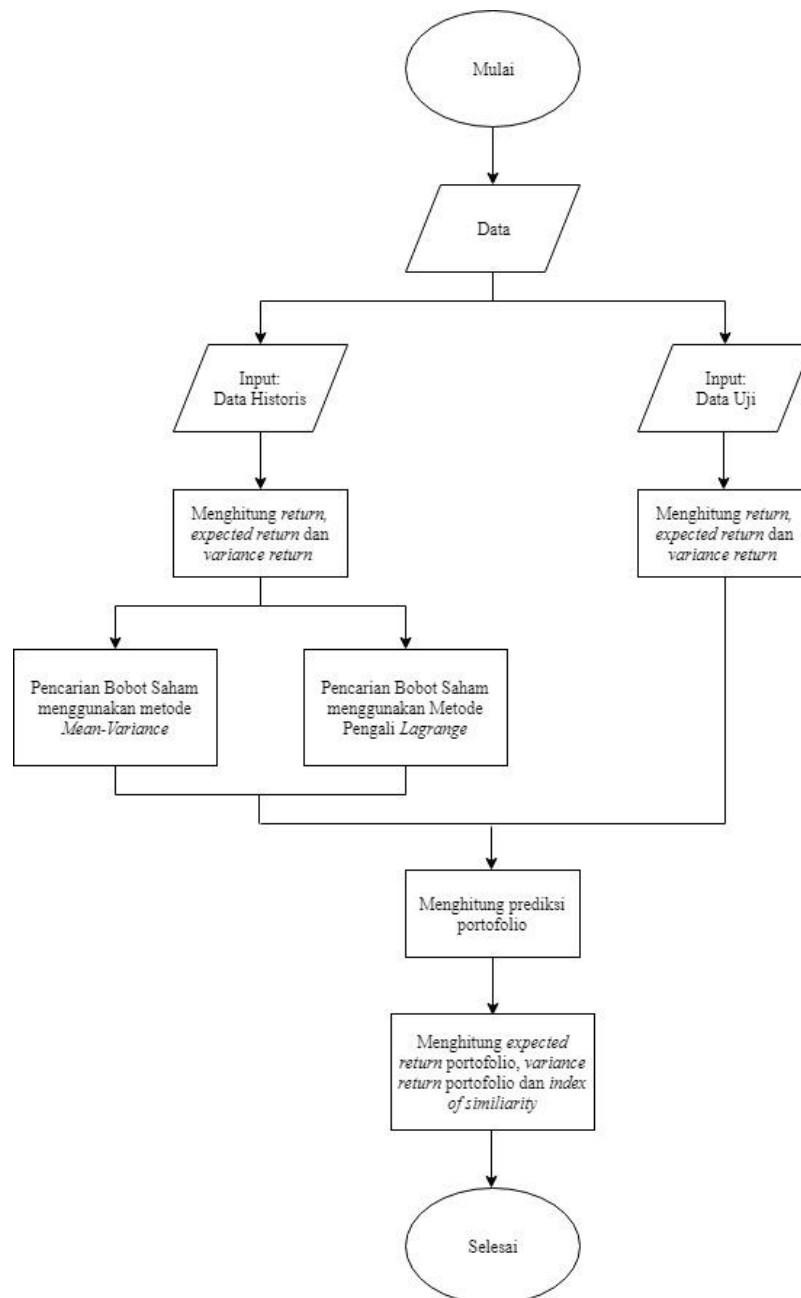 Mulai
Data
Input:
Data Historis
Input:
Data Uji
Menghitung return,
expected return dan
variance return
Menghitung return,
expected return dan
variance return
Pencarian Bobot Saham
menggunakan metode
Mean-Variance
Pencarian Bobot Saham
menggunakan Metode
Pengali Lagrange
Menghitung prediksi
portofolio
Menghitung expected
return portofolio, variance
return portofolio dan index
of similiarity
Selesai